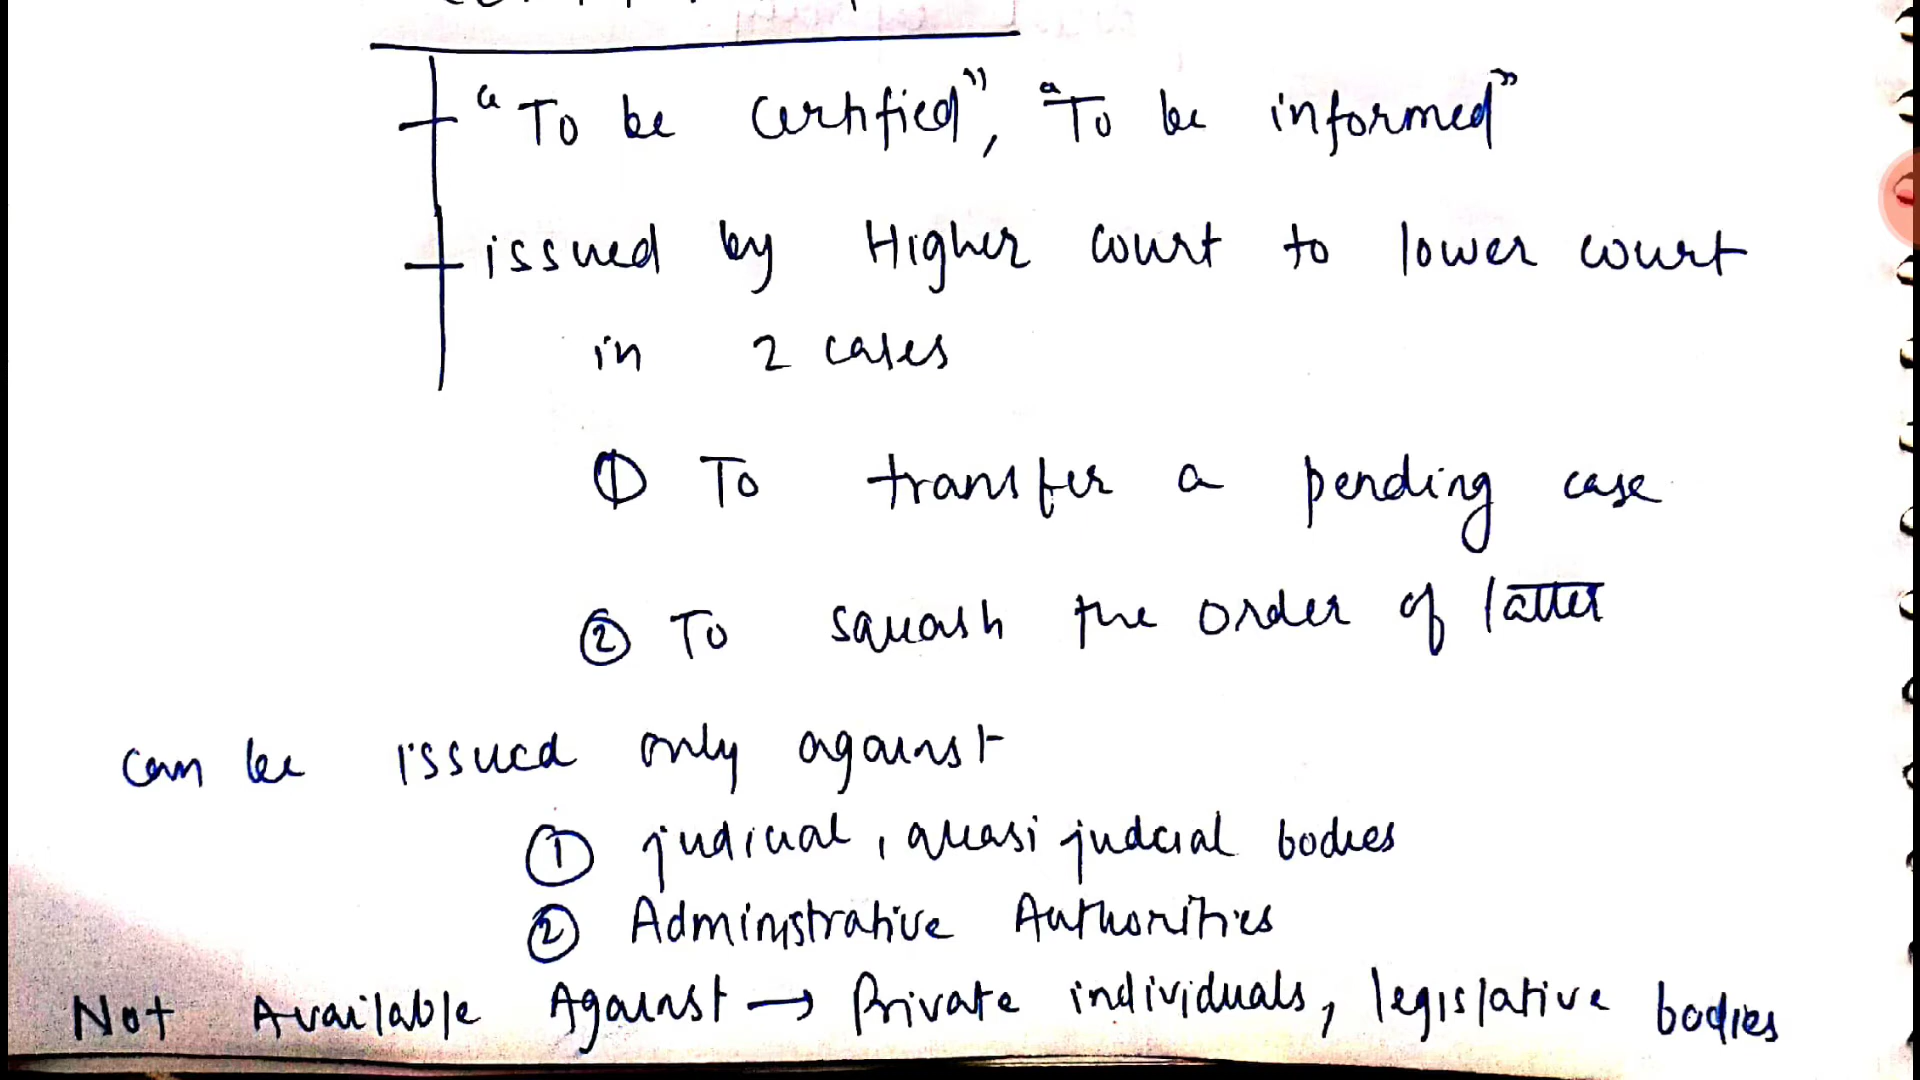 "To be certified", "To be informed"
issued by Higher court to lower court
in 2 cases
① To transfer a pending case
② To squash the order of latter
can be issued only against
① judicial, quasi judcial bodies
② Administrative Authorities
Not Available Against → Private individuals, legislative bodies